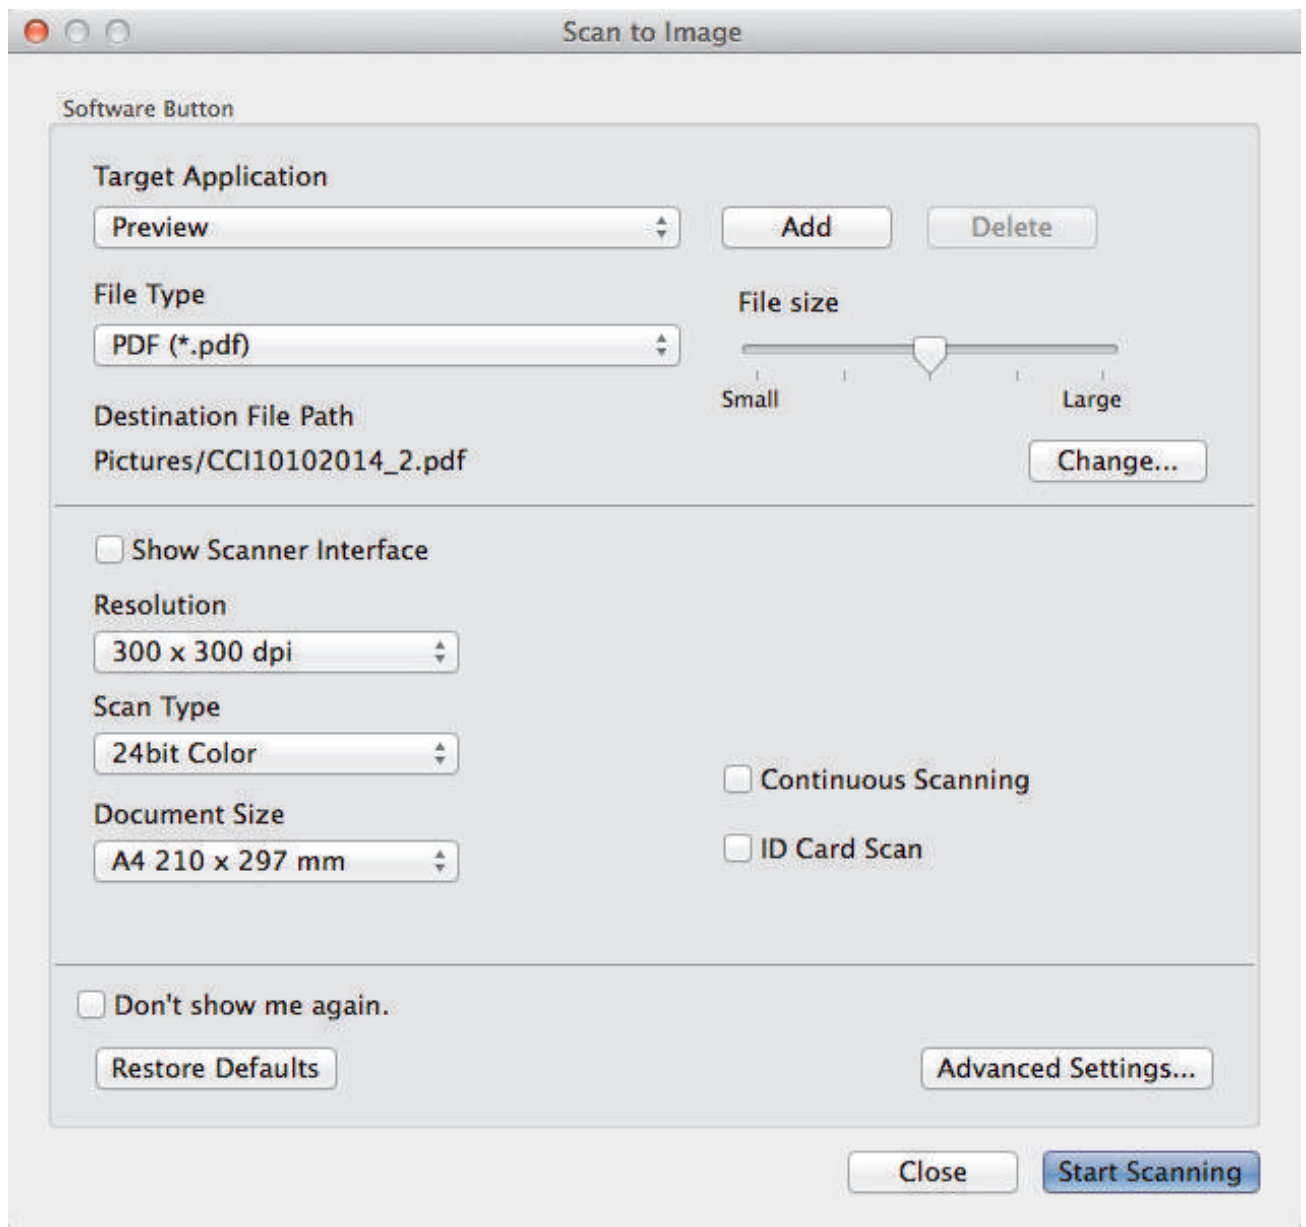 Scan to Image
Software Button
Target Application
Preview
Add
Delete
File Type
File size
PDF (*.pdf)
Small
Large
Destination File Path
Pictures/CCI10102014_2.pdf
Change...
Show Scanner Interface
Resolution
300 x 300 dpi
Scan Type
24bit Color
Continuous Scanning
Document Size
ID Card Scan
A4 210 x 297 mm
Don't show me again.
Restore Defaults
Advanced Settings...
Close
Start Scanning